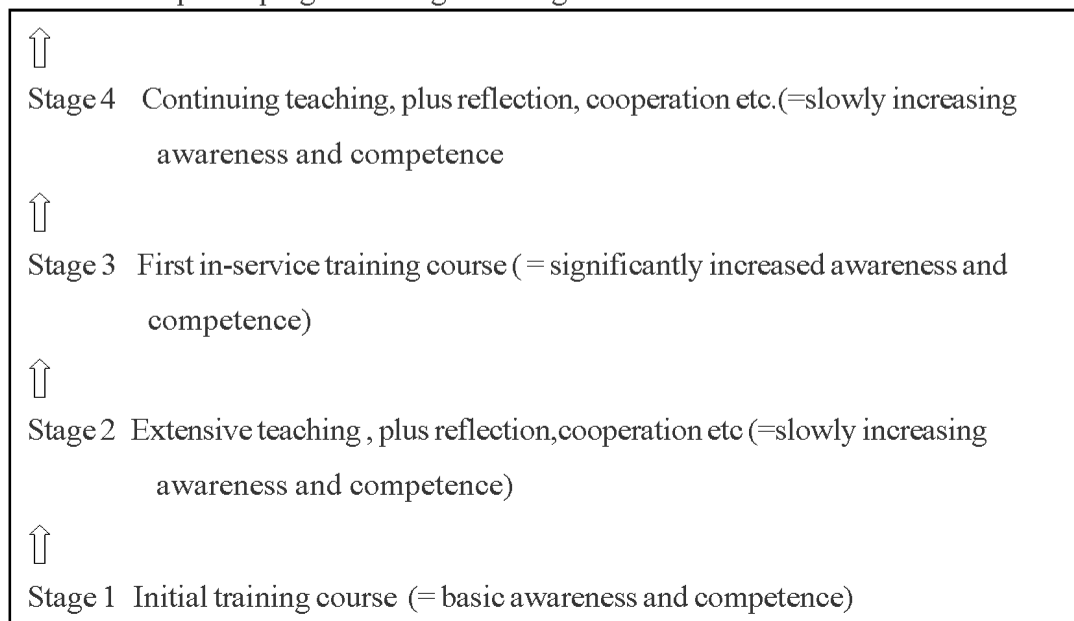 ⇧
Stage 4 Continuing teaching, plus reflection, cooperation etc.(=slowly increasing
awareness and competence
⇧
Stage 3 First in-service training course ( = significantly increased awareness and
competence)
⇧
Stage 2 Extensive teaching , plus reflection,cooperation etc (=slowly increasing
awareness and competence)
⇧
Stage 1 Initial training course (= basic awareness and competence)